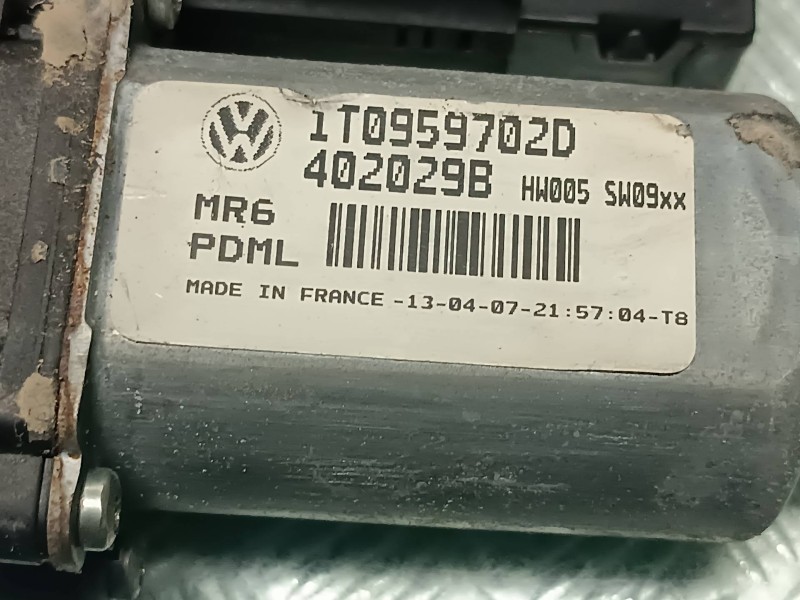 1T0959702D
402029B HW005 SW09xx
MR6
PDML
MADE IN FRANCE -13-04-07-21:57:04-T8